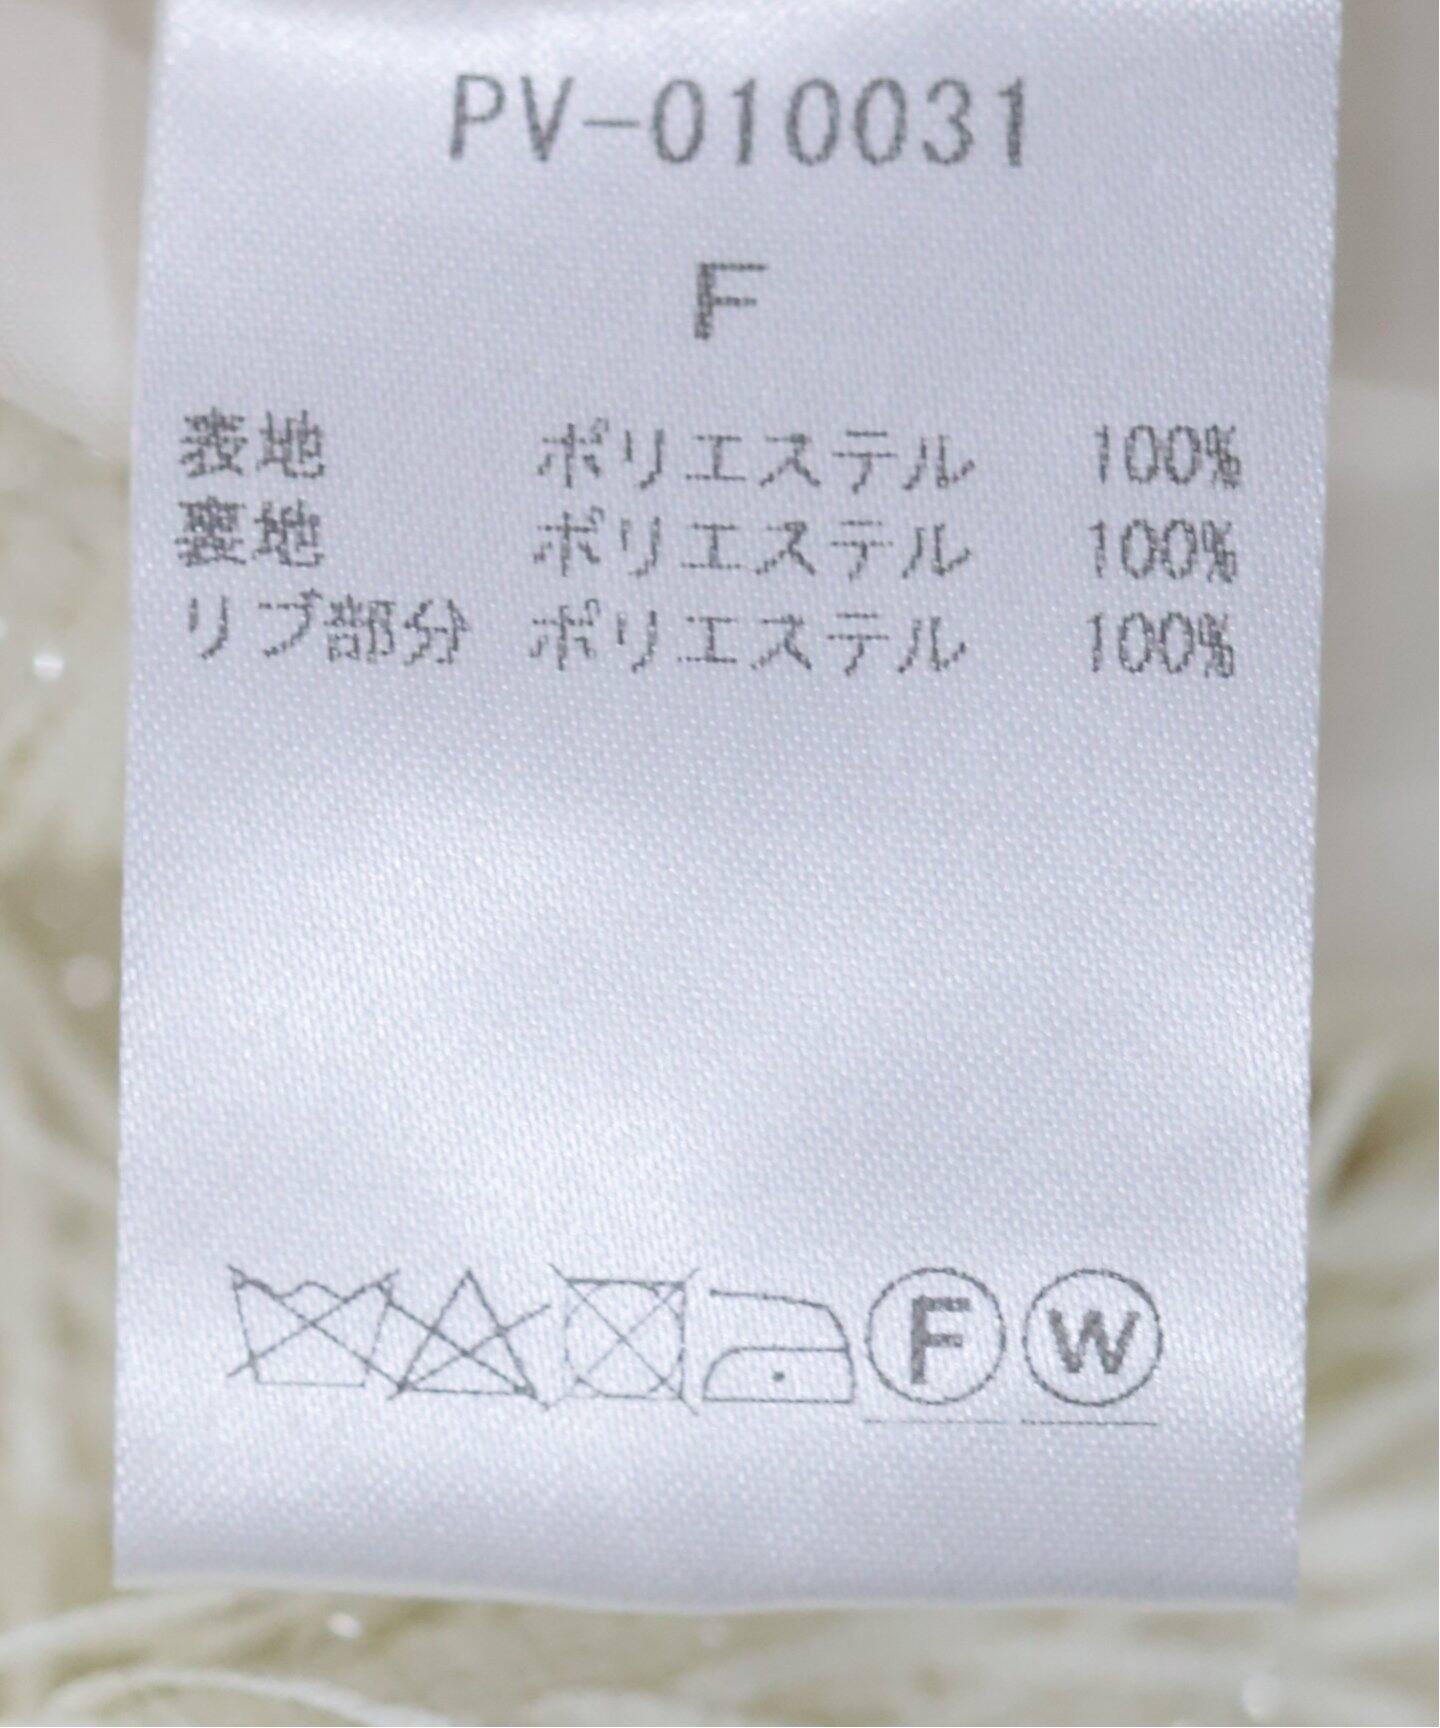 PV-010031
F
表地 ポリエステル 100%
裏地 ポリエステル 100%
リブ部分 ポリエステル 100%
F W